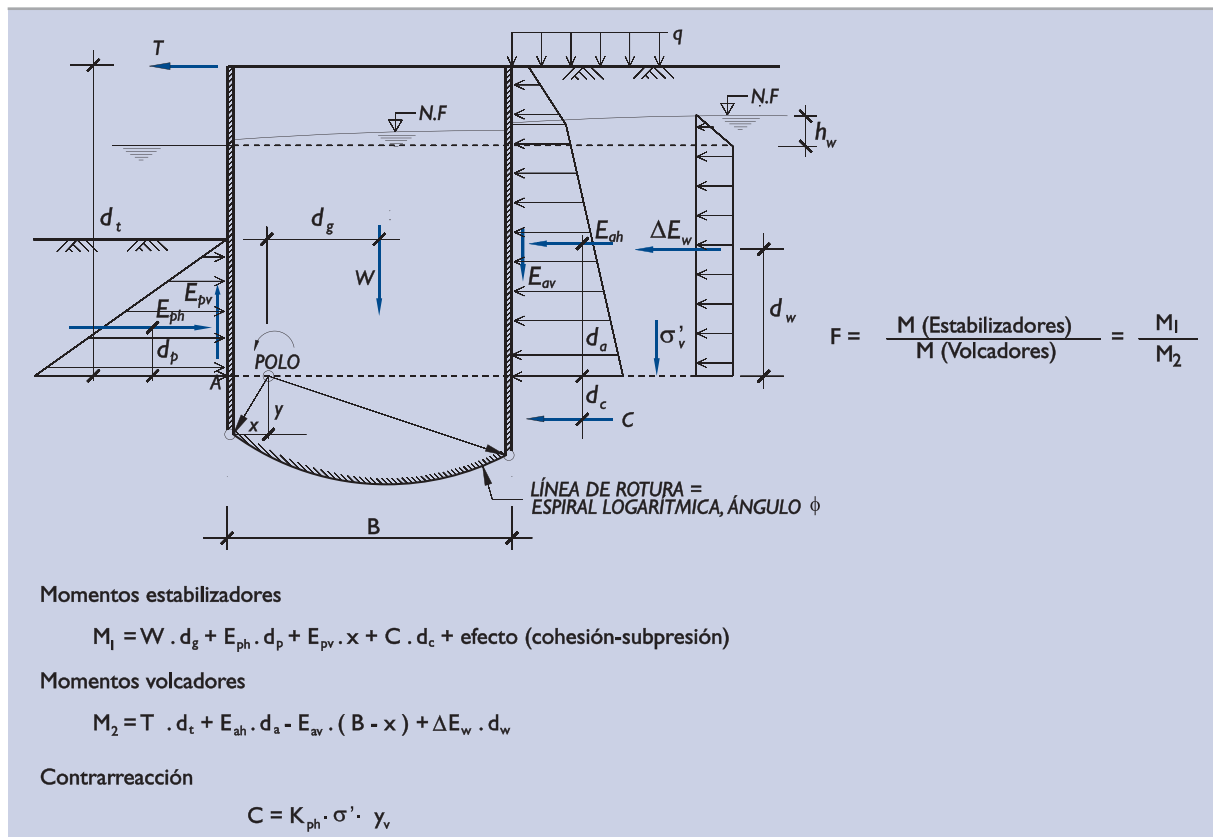 T
q
N.F
N.F
h_w
d_t
d_g
E_ah
ΔE_w
W
E_av
E_pv
E_ph
d_w
d_p
d_a
σ'_v
POLO
A
y
x
d_c
C
F = M (Estabilizadores) / M (Volcadores) = M_1 / M_2
LÍNEA DE ROTURA =
ESPIRAL LOGARÍTMICA, ÁNGULO ϕ
B
Momentos estabilizadores
M_1 = W . d_g + E_ph . d_p + E_pv . x + C . d_c + efecto (cohesión-subpresión)
Momentos volcadores
M_2 = T . d_t + E_ah . d_a - E_av . ( B - x ) + ΔE_w . d_w
Contrarreacción
C = K_ph · σ' · y_v